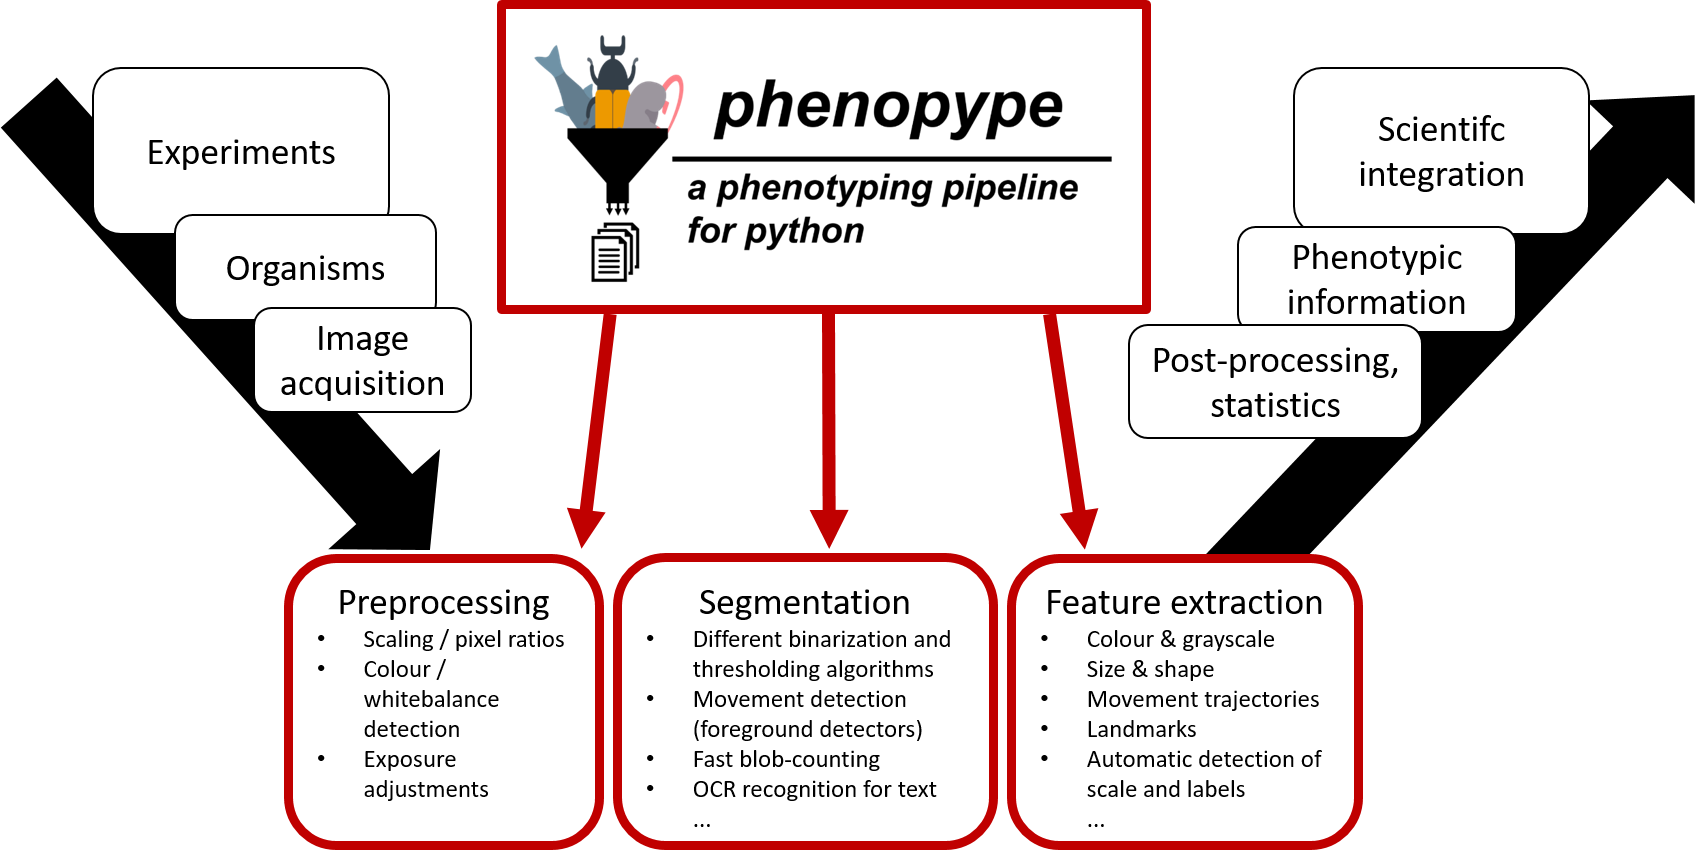 phenopype
a phenotyping pipeline
for python
Experiments
Organisms
Image
acquisition
Scientifc
integration
Phenotypic
information
Post-processing,
statistics
Preprocessing
• Scaling / pixel ratios
• Colour /
whitebalance
detection
• Exposure
adjustments
Segmentation
• Different binarization and
thresholding algorithms
• Movement detection
(foreground detectors)
• Fast blob-counting
• OCR recognition for text
...
Feature extraction
• Colour & grayscale
• Size & shape
• Movement trajectories
• Landmarks
• Automatic detection of
scale and labels
...